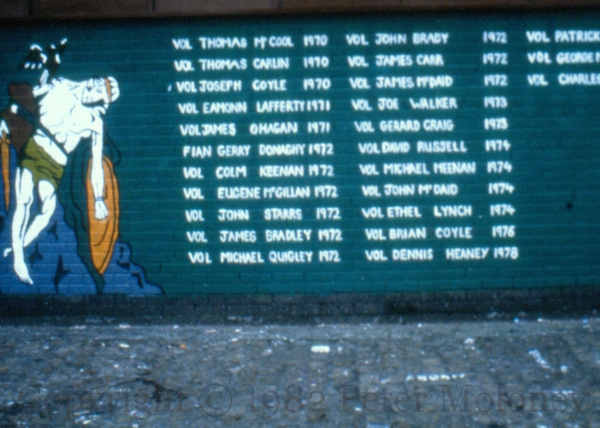 VOL THOMAS McCOOL 1970
VOL THOMAS CARLIN 1970
VOL JOSEPH COYLE 1970
VOL EAMONN LAFFERTY 1971
VOL JAMES O HAGAN 1971
FIAN GERRY DONAGHY 1972
VOL COLM KEENAN 1972
VOL EUGENE McGILLAN 1972
VOL JOHN STARRS 1972
VOL JAMES BRADLEY 1972
VOL MICHAEL QUIGLEY 1972
VOL JOHN BRADY 1972
VOL JAMES CARR 1972
VOL JAMES McDAID 1972
VOL JOE WALKER 1973
VOL GERARD CRAIG 1973
VOL DAVID RUSSELL 1974
VOL MICHAEL MEENAN 1974
VOL JOHN McDAID 1974
VOL ETHEL LYNCH 1974
VOL BRIAN COYLE 1976
VOL DENNIS HEANEY 1978
VOL PATRICK
VOL GEORGE M
VOL CHARLE
Copyright © 1982 Peter Moloney